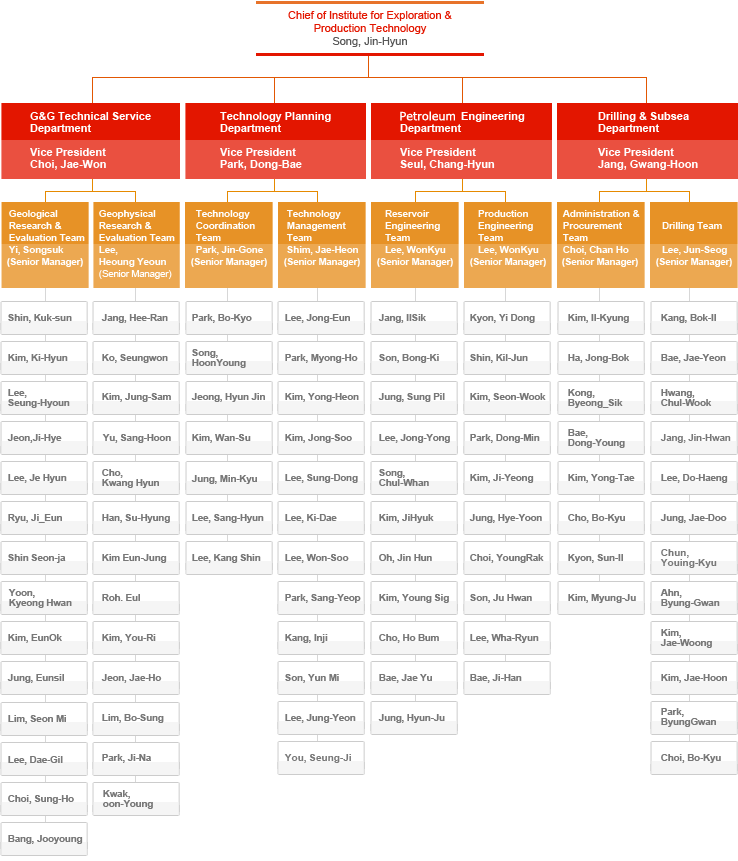 Chief of Institute for Exploration &
Production Technology
Song, Jin-Hyun
G&G Technical Service
Department
Vice President
Choi, Jae-Won
Technology Planning
Department
Vice President
Park, Dong-Bae
Petroleum Engineering
Department
Vice President
Seul, Chang-Hyun
Drilling & Subsea
Department
Vice President
Jang, Gwang-Hoon
Geological
Research &
Evaluation Team
Yi, Songsuk
(Senior Manager)
Geophysical
Research &
Evaluation Team
Lee,
Heoung Yeoun
(Senior Manager)
Technology
Coordination
Team
Park, Jin-Gone
(Senior Manager)
Technology
Management
Team
Shim, Jae-Heon
(Senior Manager)
Reservoir
Engineering
Team
Lee, WonKyu
(Senior Manager)
Production
Engineering
Team
Lee, WonKyu
(Senior Manager)
Administration &
Procurement
Team
Choi, Chan Ho
(Senior Manager)
Drilling Team
Lee, Jun-Seog
(Senior Manager)
Shin, Kuk-sun
Kim, Ki-Hyun
Lee,
Seung-Hyoun
Jeon,Ji-Hye
Lee, Je Hyun
Ryu, Ji_Eun
Shin Seon-ja
Yoon,
Kyeong Hwan
Kim, EunOk
Jung, Eunsil
Lim, Seon Mi
Lee, Dae-Gil
Choi, Sung-Ho
Bang, Jooyoung
Jang, Hee-Ran
Ko, Seungwon
Kim, Jung-Sam
Yu, Sang-Hoon
Cho,
Kwang Hyun
Han, Su-Hyung
Kim Eun-Jung
Roh. Eul
Kim, You-Ri
Jeon, Jae-Ho
Lim, Bo-Sung
Park, Ji-Na
Kwak,
oon-Young
Park, Bo-Kyo
Song,
HoonYoung
Jeong, Hyun Jin
Kim, Wan-Su
Jung, Min-Kyu
Lee, Sang-Hyun
Lee, Kang Shin
Lee, Jong-Eun
Park, Myong-Ho
Kim, Yong-Heon
Kim, Jong-Soo
Lee, Sung-Dong
Lee, Ki-Dae
Lee, Won-Soo
Park, Sang-Yeop
Kang, Inji
Son, Yun Mi
Lee, Jung-Yeon
You, Seung-Ji
Jang, IlSik
Son, Bong-Ki
Jung, Sung Pil
Lee, Jong-Yong
Song,
Chul-Whan
Kim, JiHyuk
Oh, Jin Hun
Kim, Young Sig
Cho, Ho Bum
Bae, Jae Yu
Jung, Hyun-Ju
Kyon, Yi Dong
Shin, Kil-Jun
Kim, Seon-Wook
Park, Dong-Min
Kim, Ji-Yeong
Jung, Hye-Yoon
Choi, YoungRak
Son, Ju Hwan
Lee, Wha-Ryun
Bae, Ji-Han
Kim, Il-Kyung
Ha, Jong-Bok
Kong,
Byeong_Sik
Bae,
Dong-Young
Kim, Yong-Tae
Cho, Bo-Kyu
Kyon, Sun-Il
Kim, Myung-Ju
Kang, Bok-Il
Bae, Jae-Yeon
Hwang,
Chul-Wook
Jang, Jin-Hwan
Lee, Do-Haeng
Jung, Jae-Doo
Chun,
Youing-Kyu
Ahn,
Byung-Gwan
Kim,
Jae-Woong
Kim, Jae-Hoon
Park,
ByungGwan
Choi, Bo-Kyu